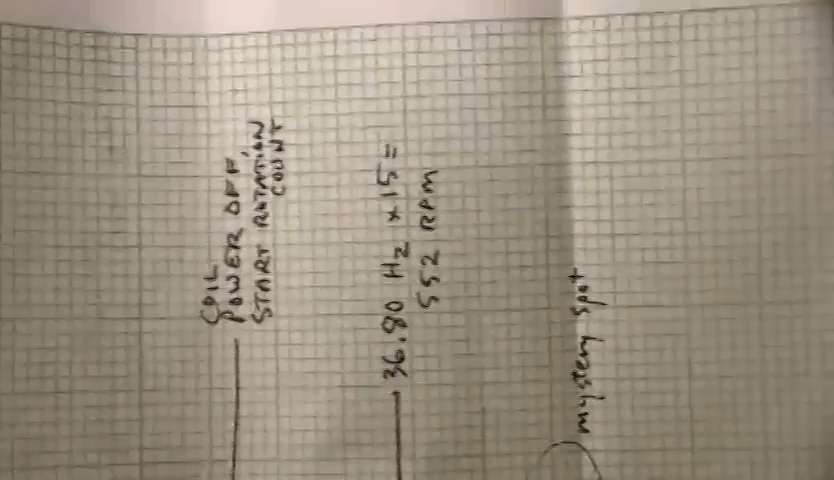 COIL
POWER OFF,
START ROTATION
COUNT
36.80 Hz x 15 =
552 RPM
mystery spot